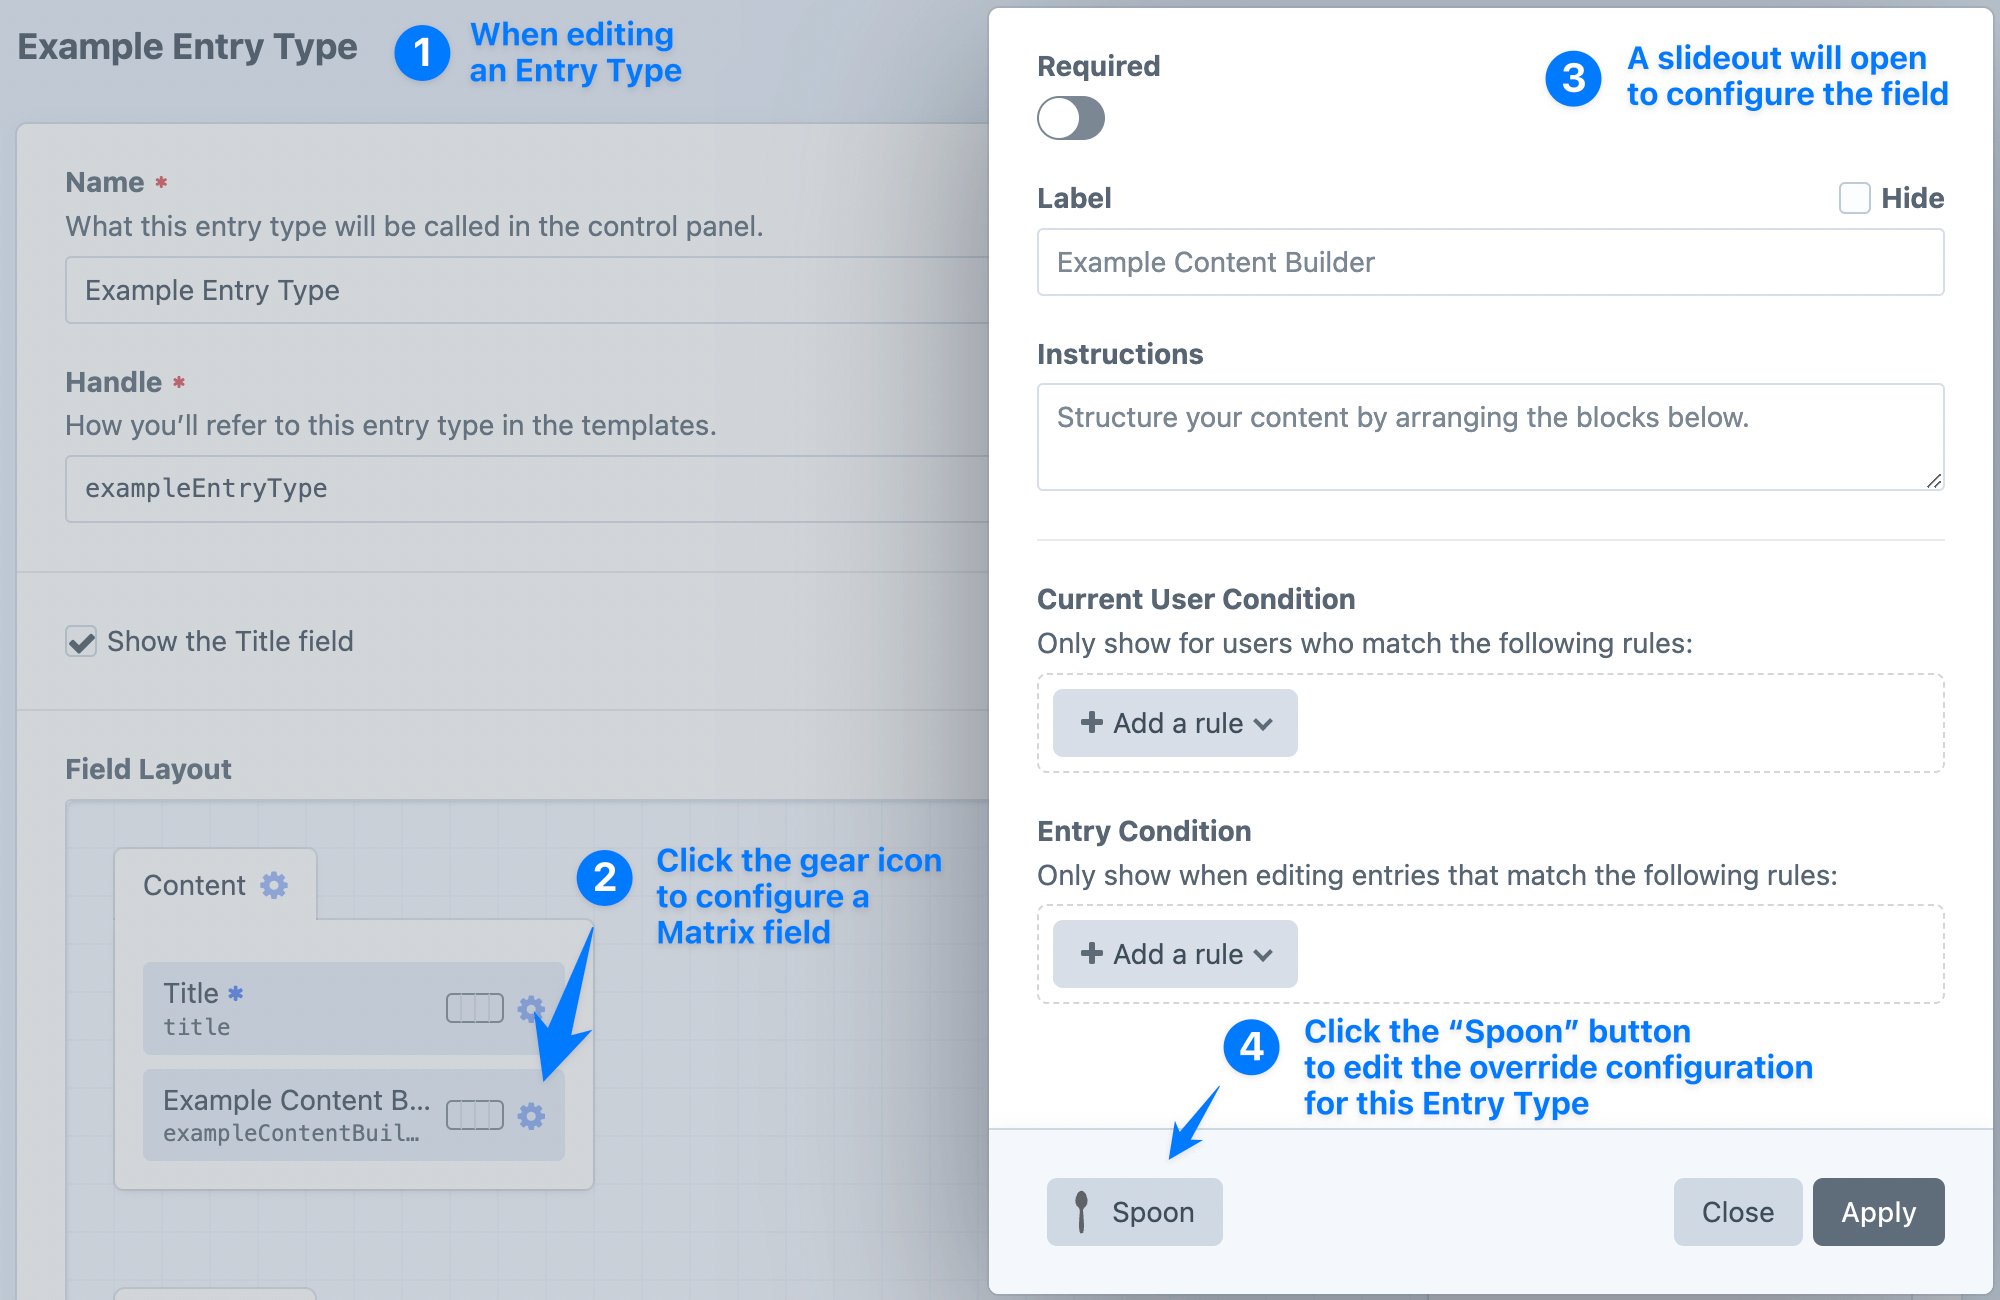 Example Entry Type
1
When editing
an Entry Type
Name *
What this entry type will be called in the control panel.
Example Entry Type
Handle *
How you’ll refer to this entry type in the templates.
exampleEntryType
Show the Title field
Field Layout
Content
Title *
title
Example Content B...
exampleContentBuil…
2
Click the gear icon
to configure a
Matrix field
3
A slideout will open
to configure the field
Required
Label
Hide
Example Content Builder
Instructions
Structure your content by arranging the blocks below.
Current User Condition
Only show for users who match the following rules:
+ Add a rule
Entry Condition
Only show when editing entries that match the following rules:
+ Add a rule
4
Click the “Spoon” button
to edit the override configuration
for this Entry Type
Spoon
Close
Apply